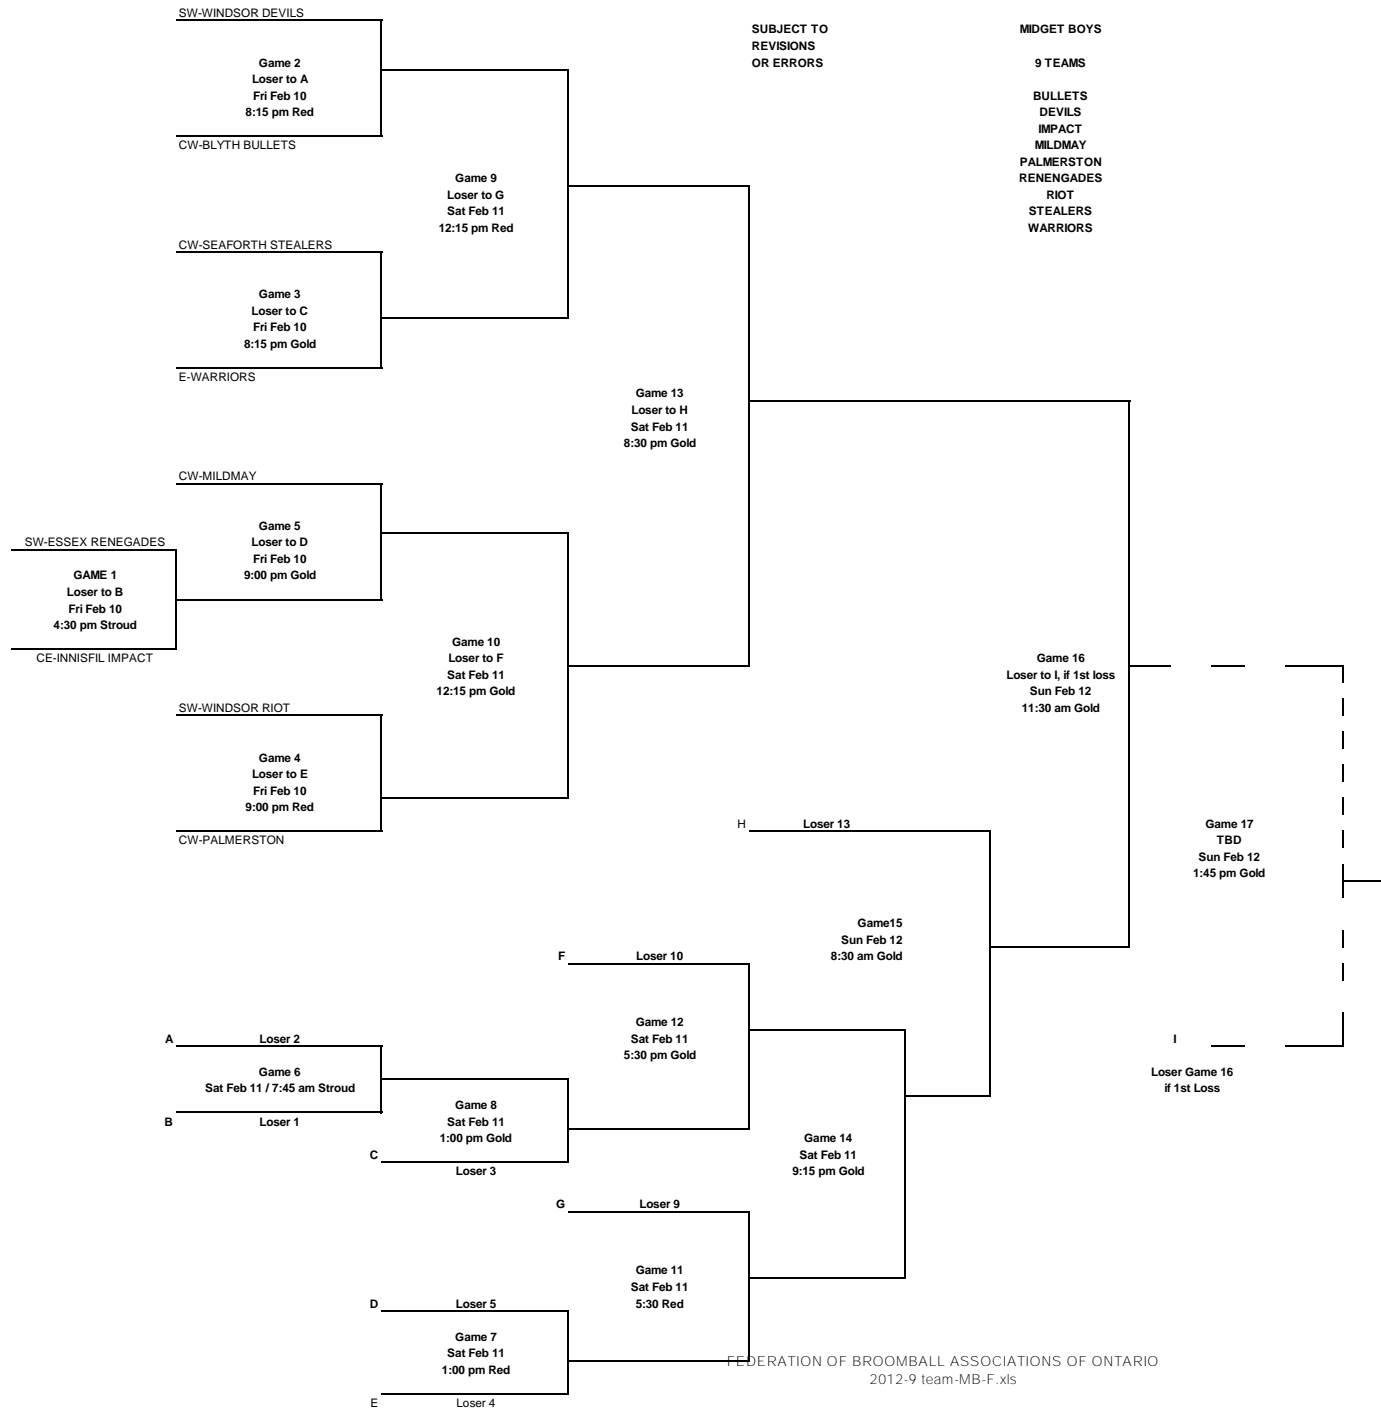 SW-WINDSOR DEVILS
Game 2
Loser to A
Fri Feb 10
8:15 pm Red
CW-BLYTH BULLETS
SUBJECT TO
REVISIONS
OR ERRORS
MIDGET BOYS
9 TEAMS
BULLETS
DEVILS
IMPACT
MILDMAY
PALMERSTON
RENENGADES
RIOT
STEALERS
WARRIORS
Game 9
Loser to G
Sat Feb 11
12:15 pm Red
CW-SEAFORTH STEALERS
Game 3
Loser to C
Fri Feb 10
8:15 pm Gold
E-WARRIORS
Game 13
Loser to H
Sat Feb 11
8:30 pm Gold
CW-MILDMAY
Game 5
Loser to D
Fri Feb 10
9:00 pm Gold
SW-ESSEX RENEGADES
GAME 1
Loser to B
Fri Feb 10
4:30 pm Stroud
CE-INNISFIL IMPACT
Game 10
Loser to F
Sat Feb 11
12:15 pm Gold
Game 16
Loser to I, if 1st loss
Sun Feb 12
11:30 am Gold
SW-WINDSOR RIOT
Game 4
Loser to E
Fri Feb 10
9:00 pm Red
CW-PALMERSTON
H Loser 13
Game 17
TBD
Sun Feb 12
1:45 pm Gold
Game15
Sun Feb 12
8:30 am Gold
F Loser 10
Game 12
Sat Feb 11
5:30 pm Gold
A Loser 2
Game 6
Sat Feb 11 / 7:45 am Stroud
B Loser 1
I
Loser Game 16
if 1st Loss
Game 8
Sat Feb 11
1:00 pm Gold
C Loser 3
Game 14
Sat Feb 11
9:15 pm Gold
G Loser 9
Game 11
Sat Feb 11
5:30 Red
D Loser 5
Game 7
Sat Feb 11
1:00 pm Red
E Loser 4
FEDERATION OF BROOMBALL ASSOCIATIONS OF ONTARIO
2012-9 team-MB-F.xls